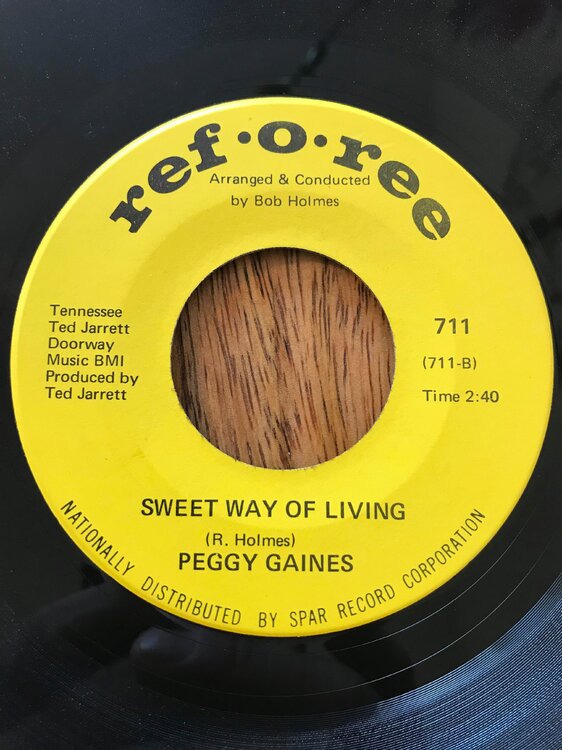 ref·o·ree
Arranged & Conducted
by Bob Holmes
Tennessee
Ted Jarrett
Doorway
Music BMI
Produced by
Ted Jarrett
711
(711-B)
Time 2:40
SWEET WAY OF LIVING
(R. Holmes)
PEGGY GAINES
NATIONALLY DISTRIBUTED BY SPAR RECORD CORPORATION